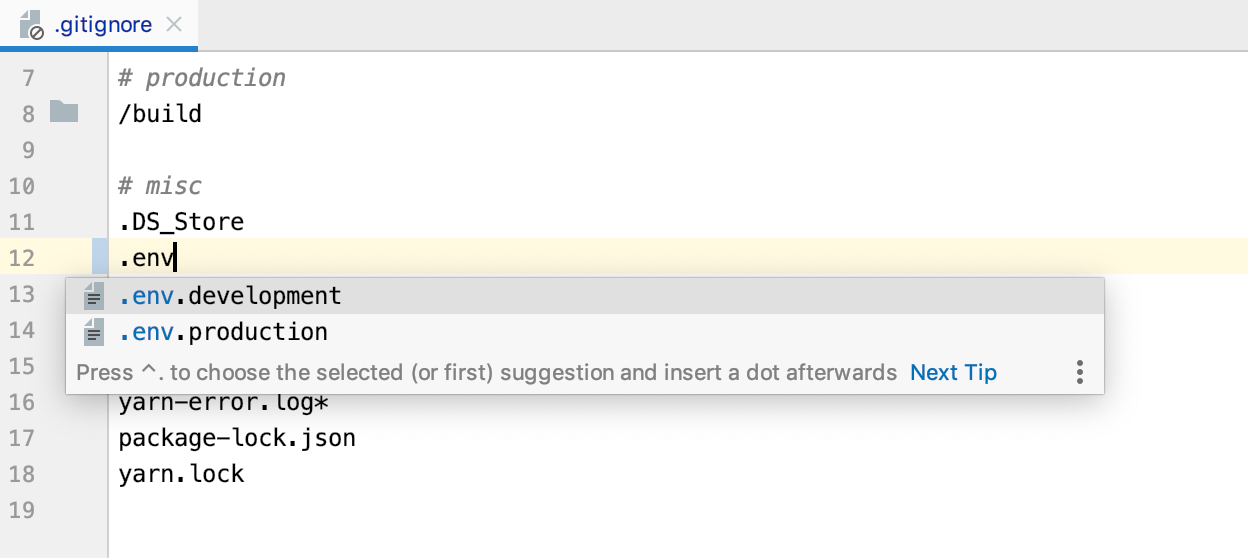 .gitignore
7 # production
8 /build
9
10 # misc
11 .DS_Store
12 .env
13 .env.development
14 .env.production
15 Press ^. to choose the selected (or first) suggestion and insert a dot afterwards Next Tip
16 yarn-error.log*
17 package-lock.json
18 yarn.lock
19